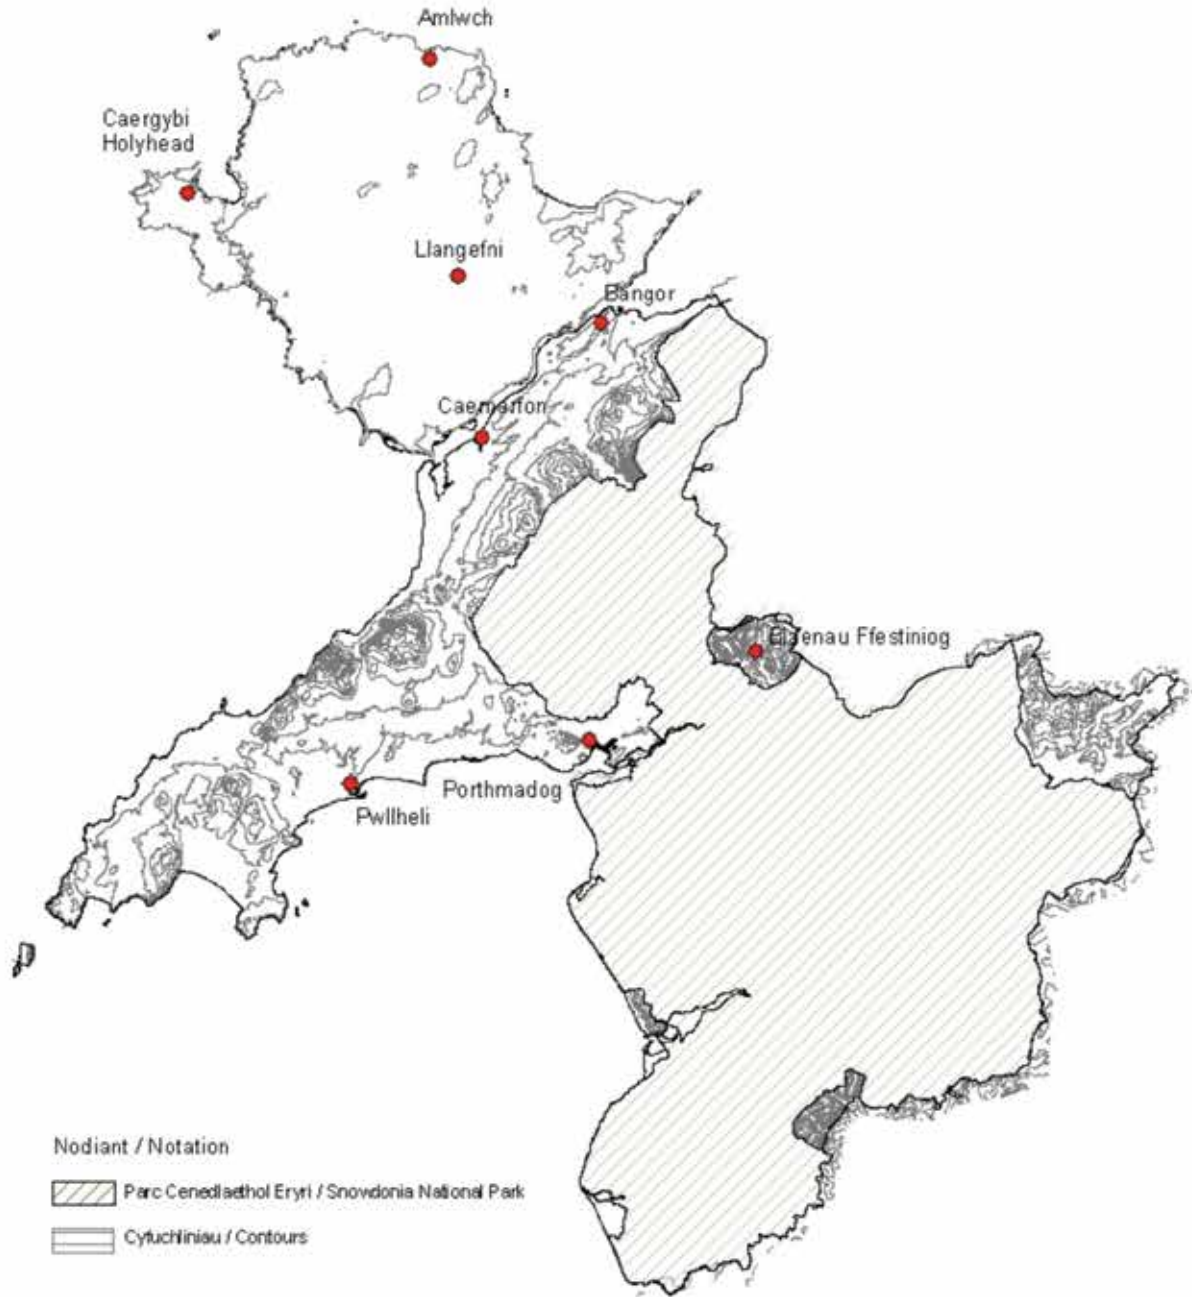 Amlwch
Caergybi
Holyhead
Llangefni
Bangor
Caernarfon
Blaenau Ffestiniog
Porthmadog
Pwllheli
Nodiant / Notation
Parc Cenedlaethol Eryri / Snowdonia National Park
Cyfuchliniau / Contours